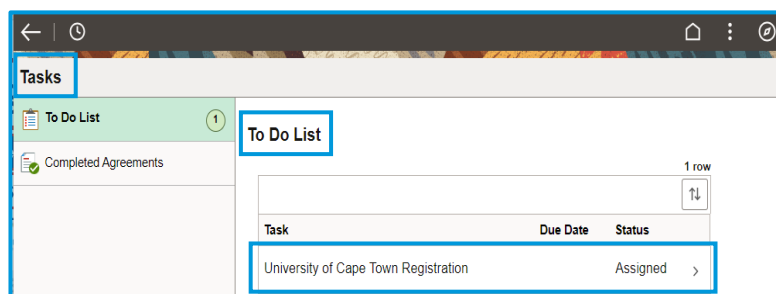 Tasks
To Do List 1
Completed Agreements
To Do List
1 row
Task Due Date Status
University of Cape Town Registration Assigned